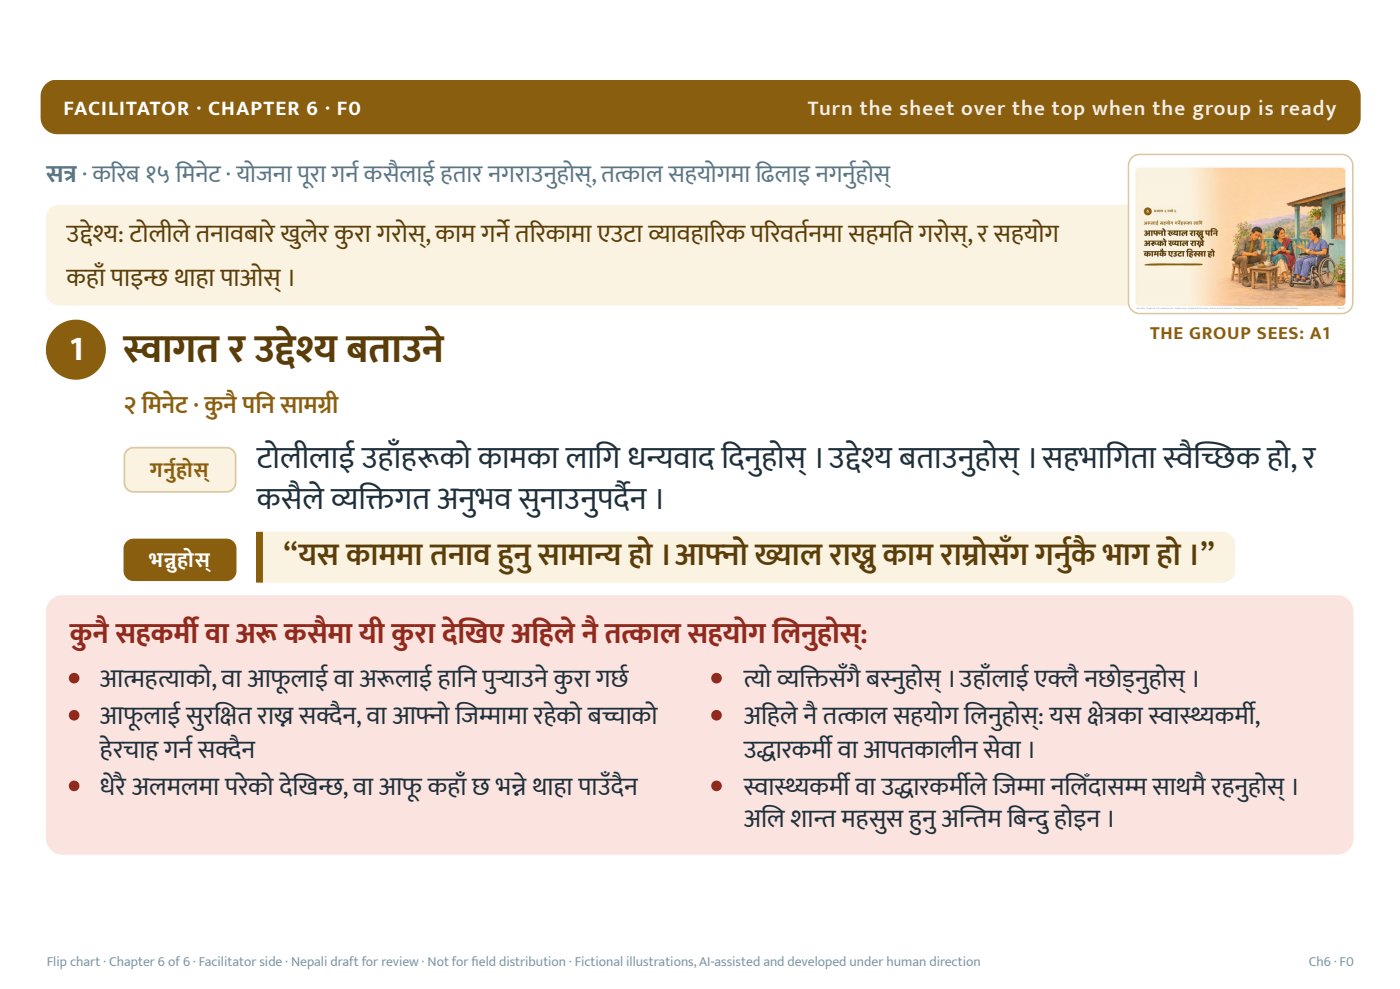 FACILITATOR · CHAPTER 6 · F0
Turn the sheet over the top when the group is ready
सत्र · करिब १५ मिनेट · योजना पूरा गर्न कसैलाई हतार नगराउनुहोस्, तत्काल सहयोगमा ढिलाइ नगर्नुहोस्
उद्देश्य: टोलीले तनावबारे खुलेर कुरा गरोस्, काम गर्ने तरिकामा एउटा व्यावहारिक परिवर्तनमा सहमति गरोस्, र सहयोग
कहाँ पाइन्छ थाहा पाओस् ।
आफ्नो ख्याल राख्नु पनि
अरूको ख्याल राख्ने
कामकै एउटा हिस्सा हो
THE GROUP SEES: A1
1 स्वागत र उद्देश्य बताउने
२ मिनेट · कुनै पनि सामग्री
गर्नुहोस्
टोलीलाई उहाँहरूको कामका लागि धन्यवाद दिनुहोस् । उद्देश्य बताउनुहोस् । सहभागिता स्वैच्छिक हो, र
कसैले व्यक्तिगत अनुभव सुनाउनुपर्दैन ।
भन्नुहोस्
“यस काममा तनाव हुनु सामान्य हो । आफ्नो ख्याल राख्नु काम राम्रोसँग गर्नुकै भाग हो ।”
कुनै सहकर्मी वा अरू कसैमा यी कुरा देखिए अहिले नै तत्काल सहयोग लिनुहोस्:
• आत्महत्याको, वा आफूलाई वा अरूलाई हानि पुऱ्याउने कुरा गर्छ
• आफूलाई सुरक्षित राख्न सक्दैन, वा आफ्नो जिम्मामा रहेको बच्चाको
हेरचाह गर्न सक्दैन
• धेरै अलमलमा परेको देखिन्छ, वा आफू कहाँ छ भन्ने थाहा पाउँदैन
• त्यो व्यक्तिसँगै बस्नुहोस् । उहाँलाई एक्लै नछोड्नुहोस् ।
• अहिले नै तत्काल सहयोग लिनुहोस्: यस क्षेत्रका स्वास्थ्यकर्मी,
उद्धारकर्मी वा आपतकालीन सेवा ।
• स्वास्थ्यकर्मी वा उद्धारकर्मीले जिम्मा नलिँदासम्म साथमै रहनुहोस् ।
अलि शान्त महसुस हुनु अन्तिम बिन्दु होइन ।
Flip chart · Chapter 6 of 6 · Facilitator side · Nepali draft for review · Not for field distribution · Fictional illustrations, AI-assisted and developed under human direction
Ch6 · F0